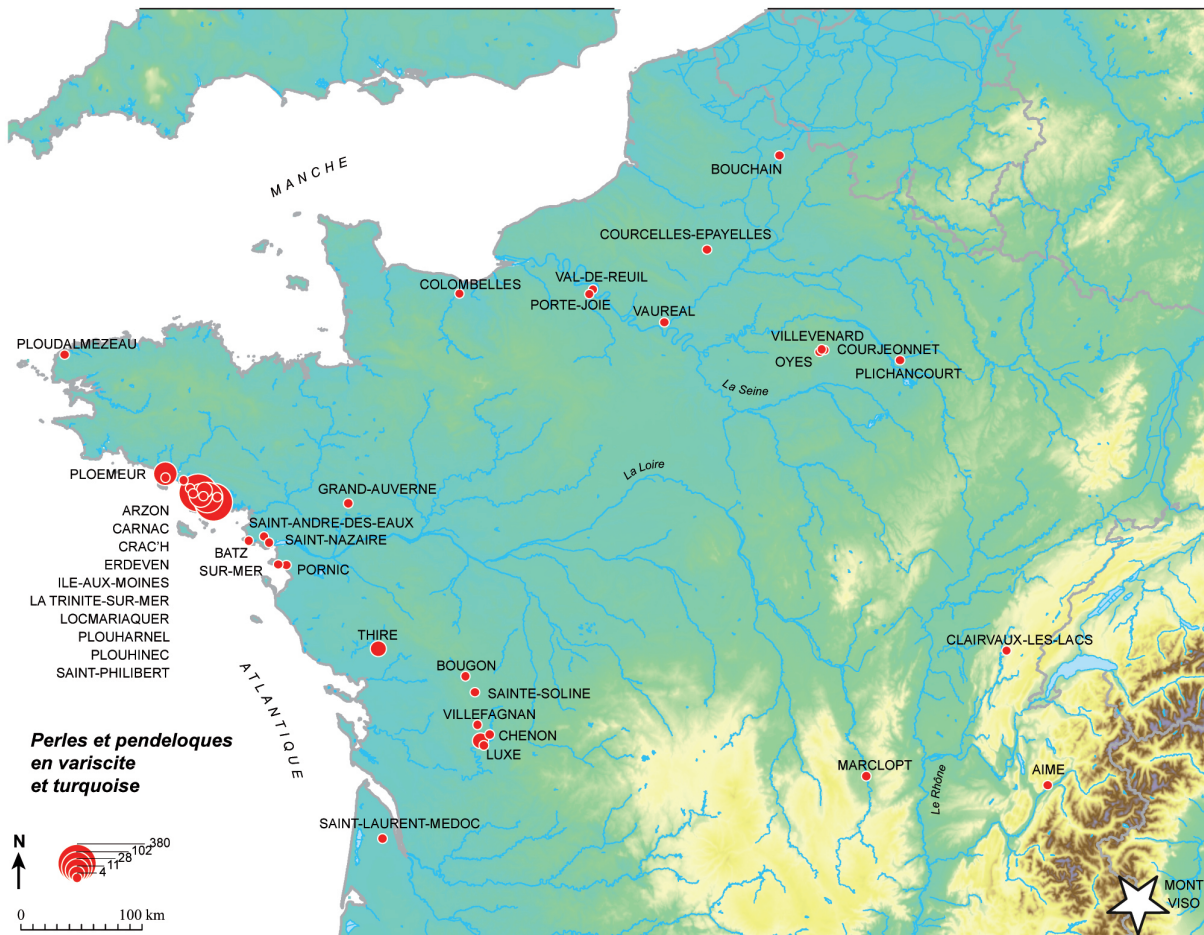 MANCHE
BOUCHAIN
COURCELLES-EPAYELLES
VAL-DE-REUIL
COLOMBELLES
PORTE-JOIE
VAUREAL
PLOUDALMEZEAU
VILLEVENARD
COURJEONNET
OYES
PLICHANCOURT
La Seine
PLOEMEUR
La Loire
GRAND-AUVERNE
ARZON
CARNAC
CRAC'H
ERDEVEN
ILE-AUX-MOINES
LA TRINITE-SUR-MER
LOCMARIAQUER
PLOUHARNEL
PLOUHINEC
SAINT-PHILIBERT
SAINT-ANDRE-DES-EAUX
SAINT-NAZAIRE
BATZ
SUR-MER
PORNIC
THIRE
CLAIRVAUX-LES-LACS
BOUGON
ATLANTIQUE
SAINTE-SOLINE
VILLEFAGNAN
CHENON
LUXE
MARCLOPT
Le Rhône
AIME
SAINT-LAURENT-MEDOC
Perles et pendeloques
en variscite
et turquoise
N
380
102
28
11
4
0 100 km
MONT
VISO